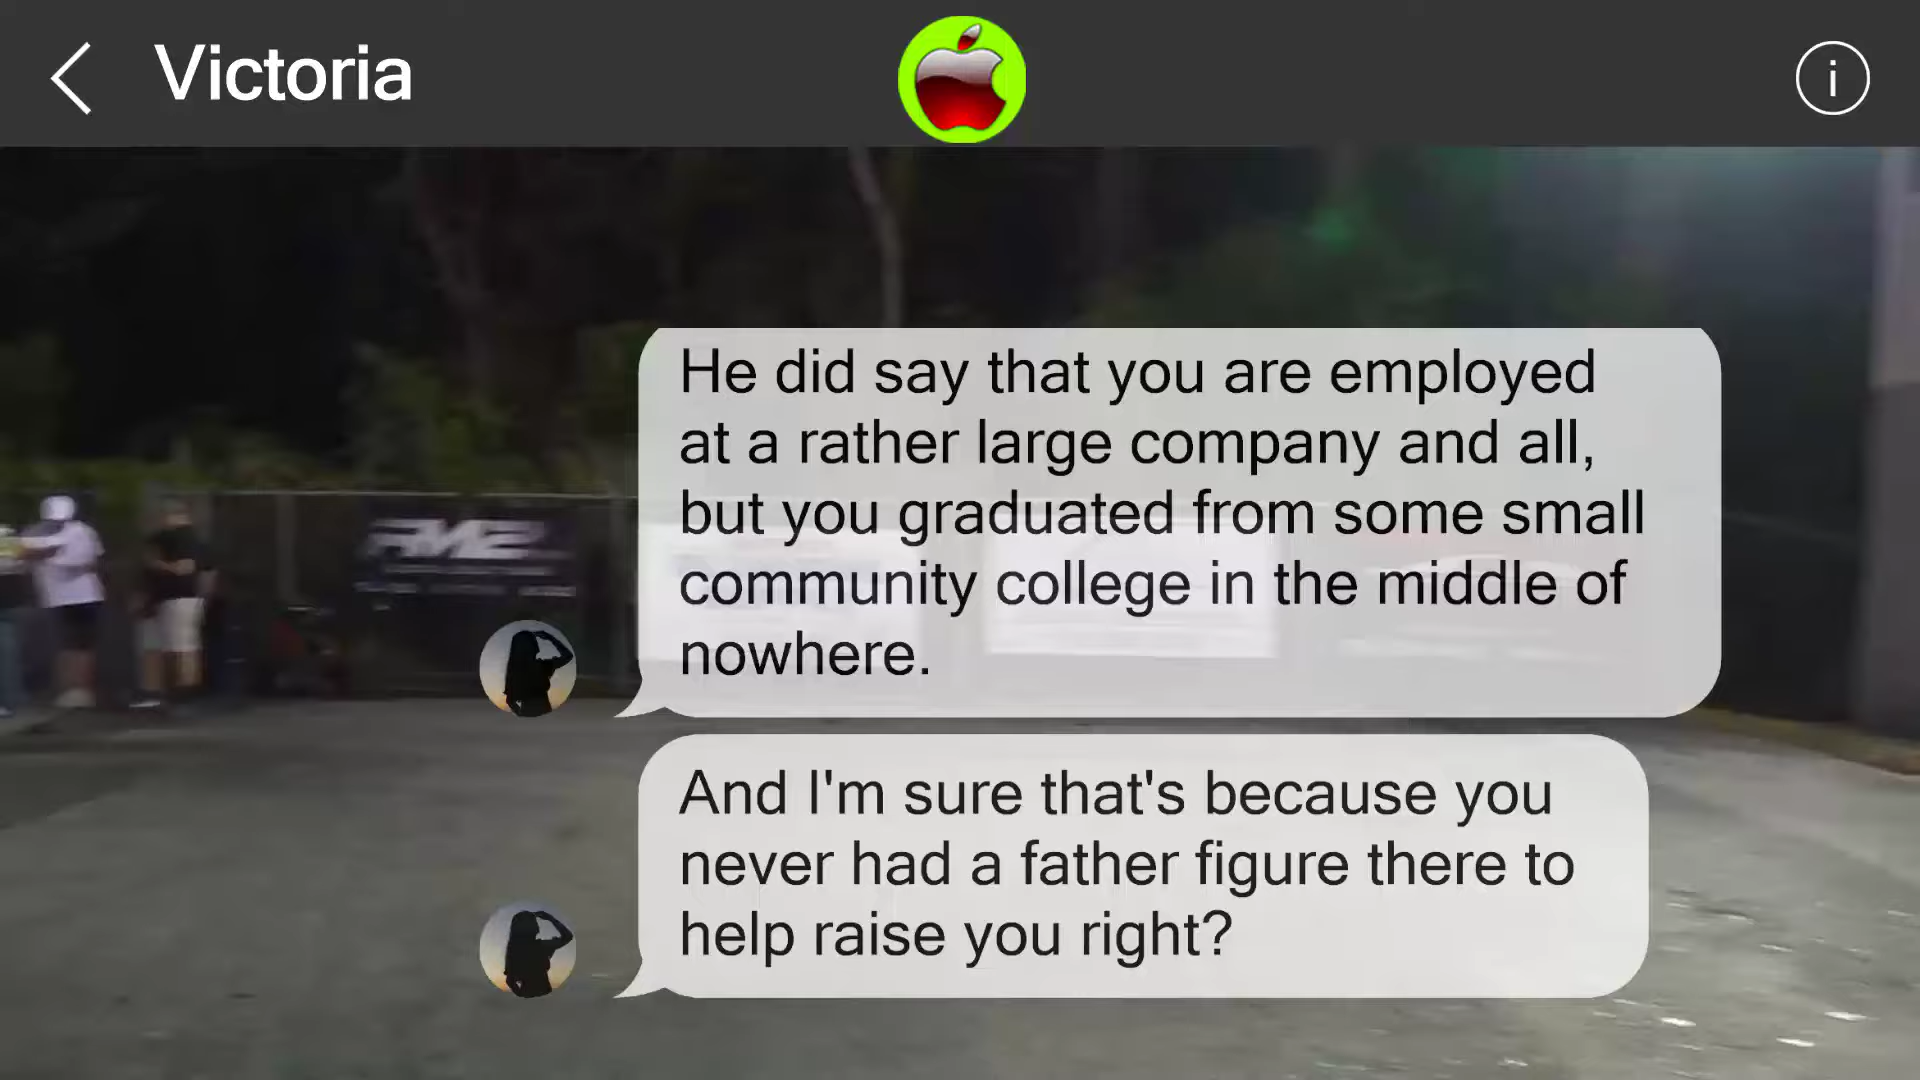 Victoria
He did say that you are employed
at a rather large company and all,
but you graduated from some small
community college in the middle of
nowhere.
And I'm sure that's because you
never had a father figure there to
help raise you right?